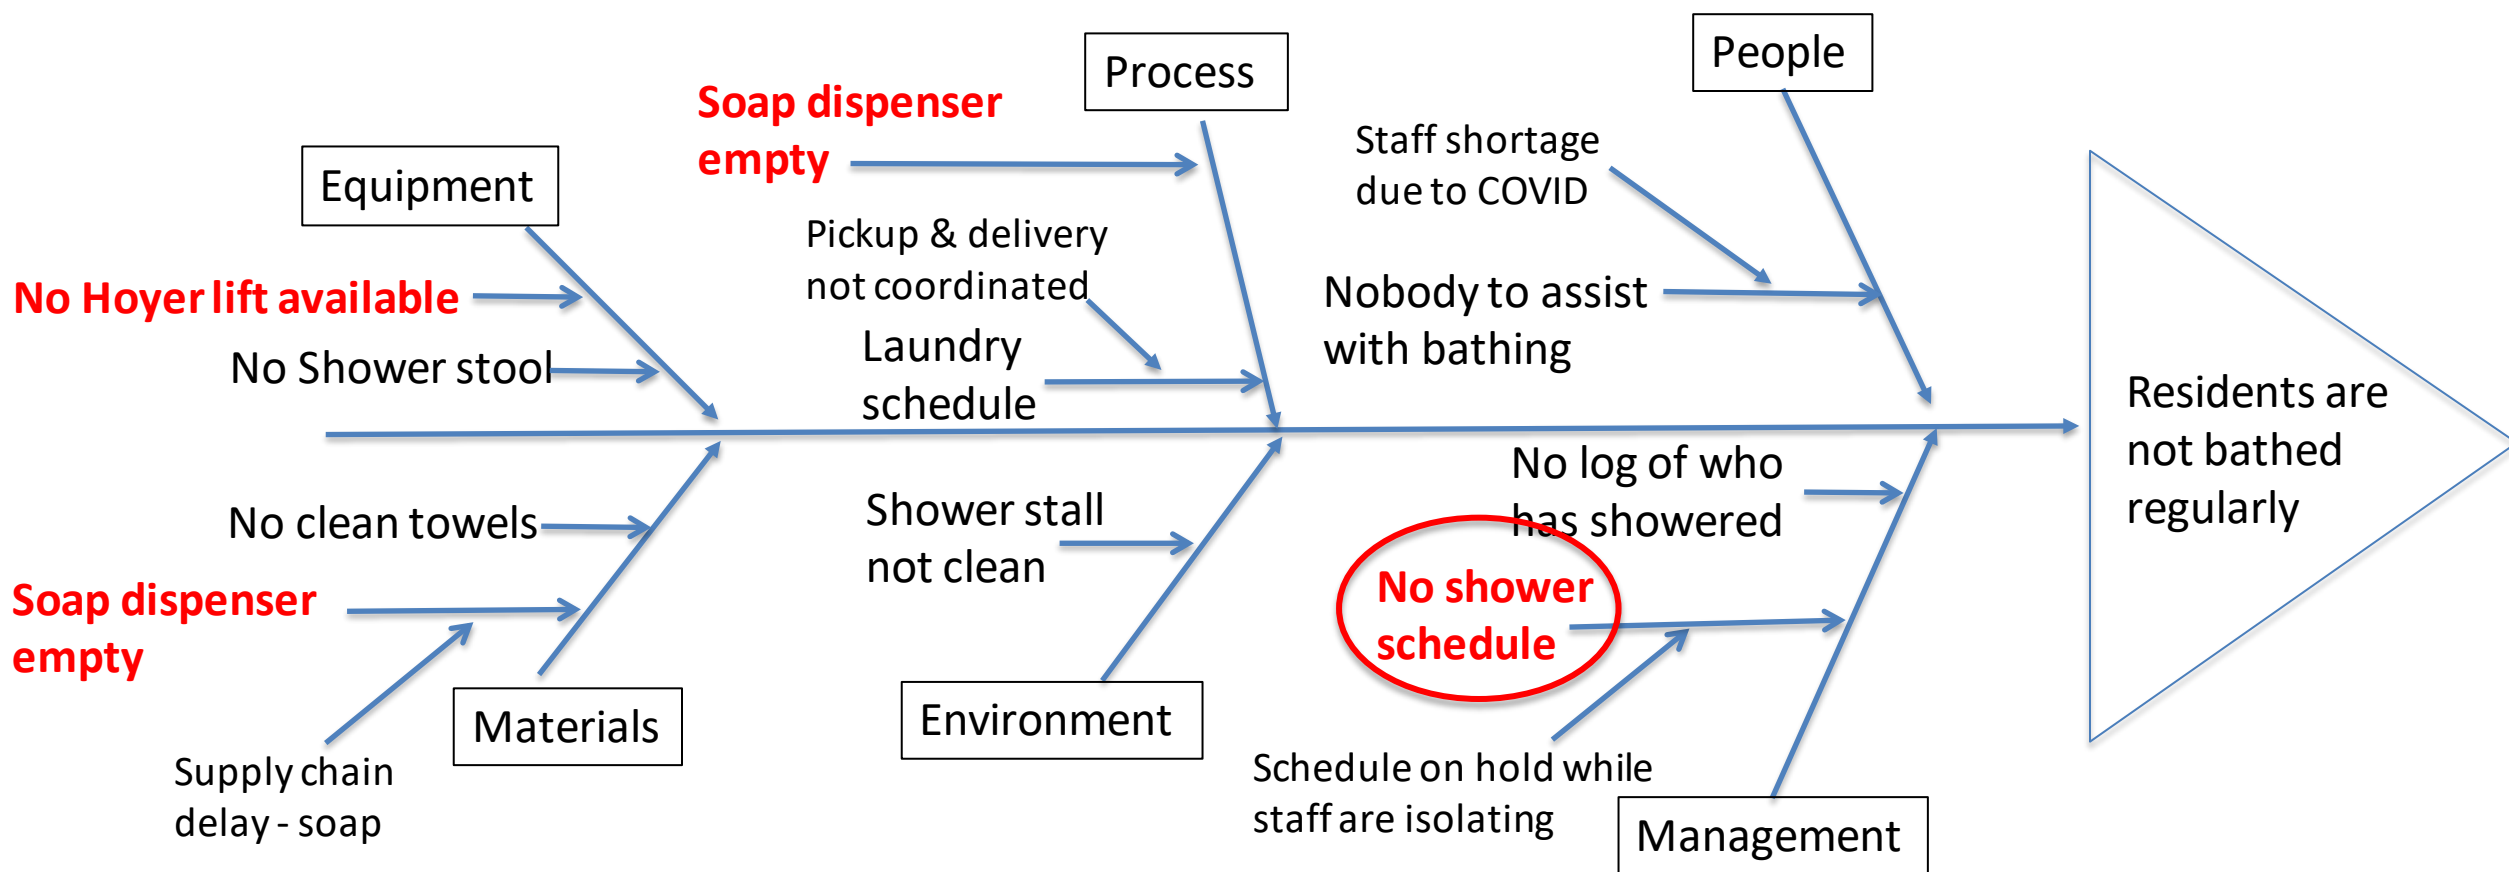 People
Process
Soap dispenser
empty
Staff shortage
due to COVID
Equipment
Pickup & delivery
not coordinated
No Hoyer lift available
Nobody to assist
with bathing
Laundry
schedule
No Shower stool
Residents are
not bathed
regularly
No log of who
has showered
No clean towels
Shower stall
not clean
No shower
schedule
Soap dispenser
empty
Materials
Environment
Supply chain
delay - soap
Schedule on hold while
staff are isolating
Management